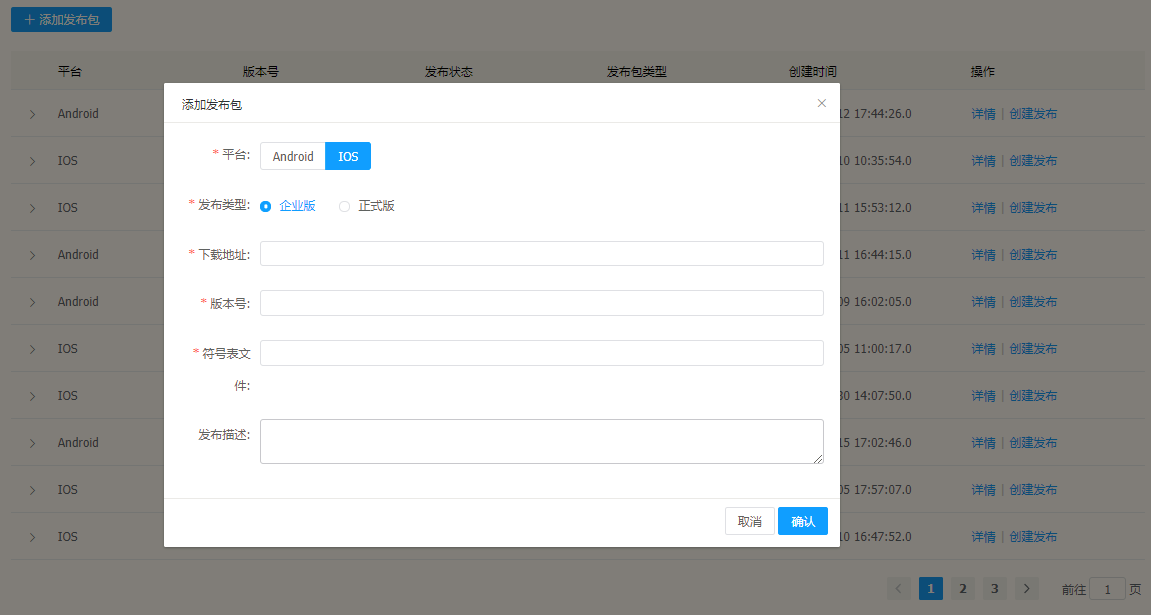 添加发布包
平台 版本号 发布状态 发布包类型 创建时间 操作
添加发布包
* 平台: Android IOS
* 发布类型: 企业版 正式版
* 下载地址:
* 版本号:
* 符号表文
件:
发布描述:
取消 确认
Android 12 17:44:26.0 详情 | 创建发布
IOS 10 10:35:54.0 详情 | 创建发布
IOS 11 15:53:12.0 详情 | 创建发布
Android 11 16:44:15.0 详情 | 创建发布
Android 09 16:02:05.0 详情 | 创建发布
IOS 05 11:00:17.0 详情 | 创建发布
IOS 30 14:07:50.0 详情 | 创建发布
Android 15 17:02:46.0 详情 | 创建发布
IOS 05 17:57:07.0 详情 | 创建发布
IOS 10 16:47:52.0 详情 | 创建发布
1 2 3 前往 1 页